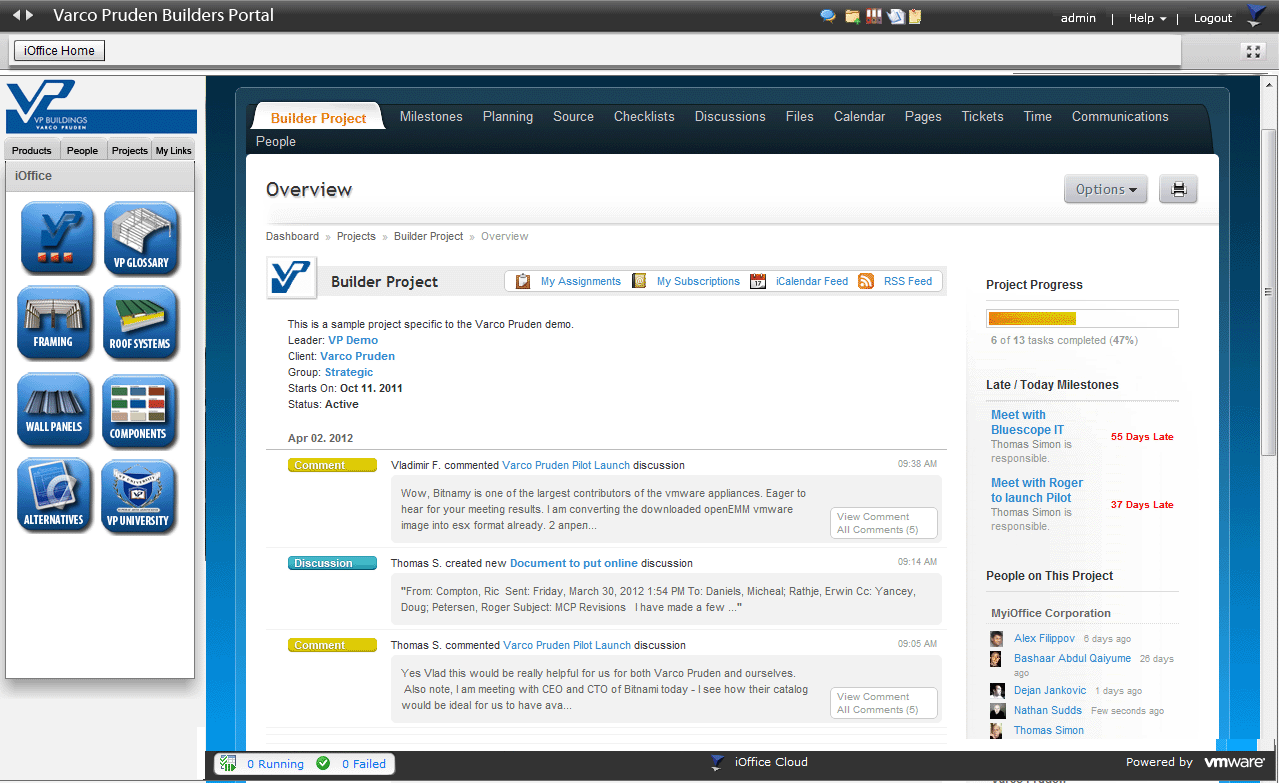 Varco Pruden Builders Portal
admin | Help | Logout
iOffice Home
VP BUILDINGS
VARCO PRUDEN
Products People Projects My Links
iOffice
VP GLOSSARY
FRAMING
ROOF SYSTEMS
WALL PANELS
COMPONENTS
ALTERNATIVES
VP UNIVERSITY
Builder Project Milestones Planning Source Checklists Discussions Files Calendar Pages Tickets Time Communications
People
Overview
Options
Dashboard » Projects » Builder Project » Overview
Builder Project
My Assignments My Subscriptions iCalendar Feed RSS Feed
This is a sample project specific to the Varco Pruden demo.
Leader: VP Demo
Client: Varco Pruden
Group: Strategic
Starts On: Oct 11. 2011
Status: Active
Apr 02. 2012
Comment Vladimir F. commented Varco Pruden Pilot Launch discussion 09:38 AM
Wow, Bitnamy is one of the largest contributors of the vmware appliances. Eager to
hear for your meeting results. I am converting the downloaded openEMM vmware
image into esx format already. 2 апрел...
View Comment
All Comments (5)
Discussion Thomas S. created new Document to put online discussion 09:14 AM
"From: Compton, Ric Sent: Friday, March 30, 2012 1:54 PM To: Daniels, Micheal; Rathje, Erwin Cc: Yancey,
Doug; Petersen, Roger Subject: MCP Revisions I have made a few ..."
Comment Thomas S. commented Varco Pruden Pilot Launch discussion 09:05 AM
Yes Vlad this would be really helpful for us for both Varco Pruden and ourselves.
Also note, I am meeting with CEO and CTO of Bitnami today - I see how their catalog
would be ideal for us to have ava...
View Comment
All Comments (5)
Project Progress
6 of 13 tasks completed (47%)
Late / Today Milestones
Meet with
Bluescope IT
Thomas Simon is
responsible.
55 Days Late
Meet with Roger
to launch Pilot
Thomas Simon is
responsible.
37 Days Late
People on This Project
MyiOffice Corporation
Alex Filippov 6 days ago
Bashaar Abdul Qaiyume 26 days
ago
Dejan Jankovic 1 days ago
Nathan Sudds Few seconds ago
Thomas Simon
0 Running 0 Failed
iOffice Cloud
Powered by vmware
Varco Pruden